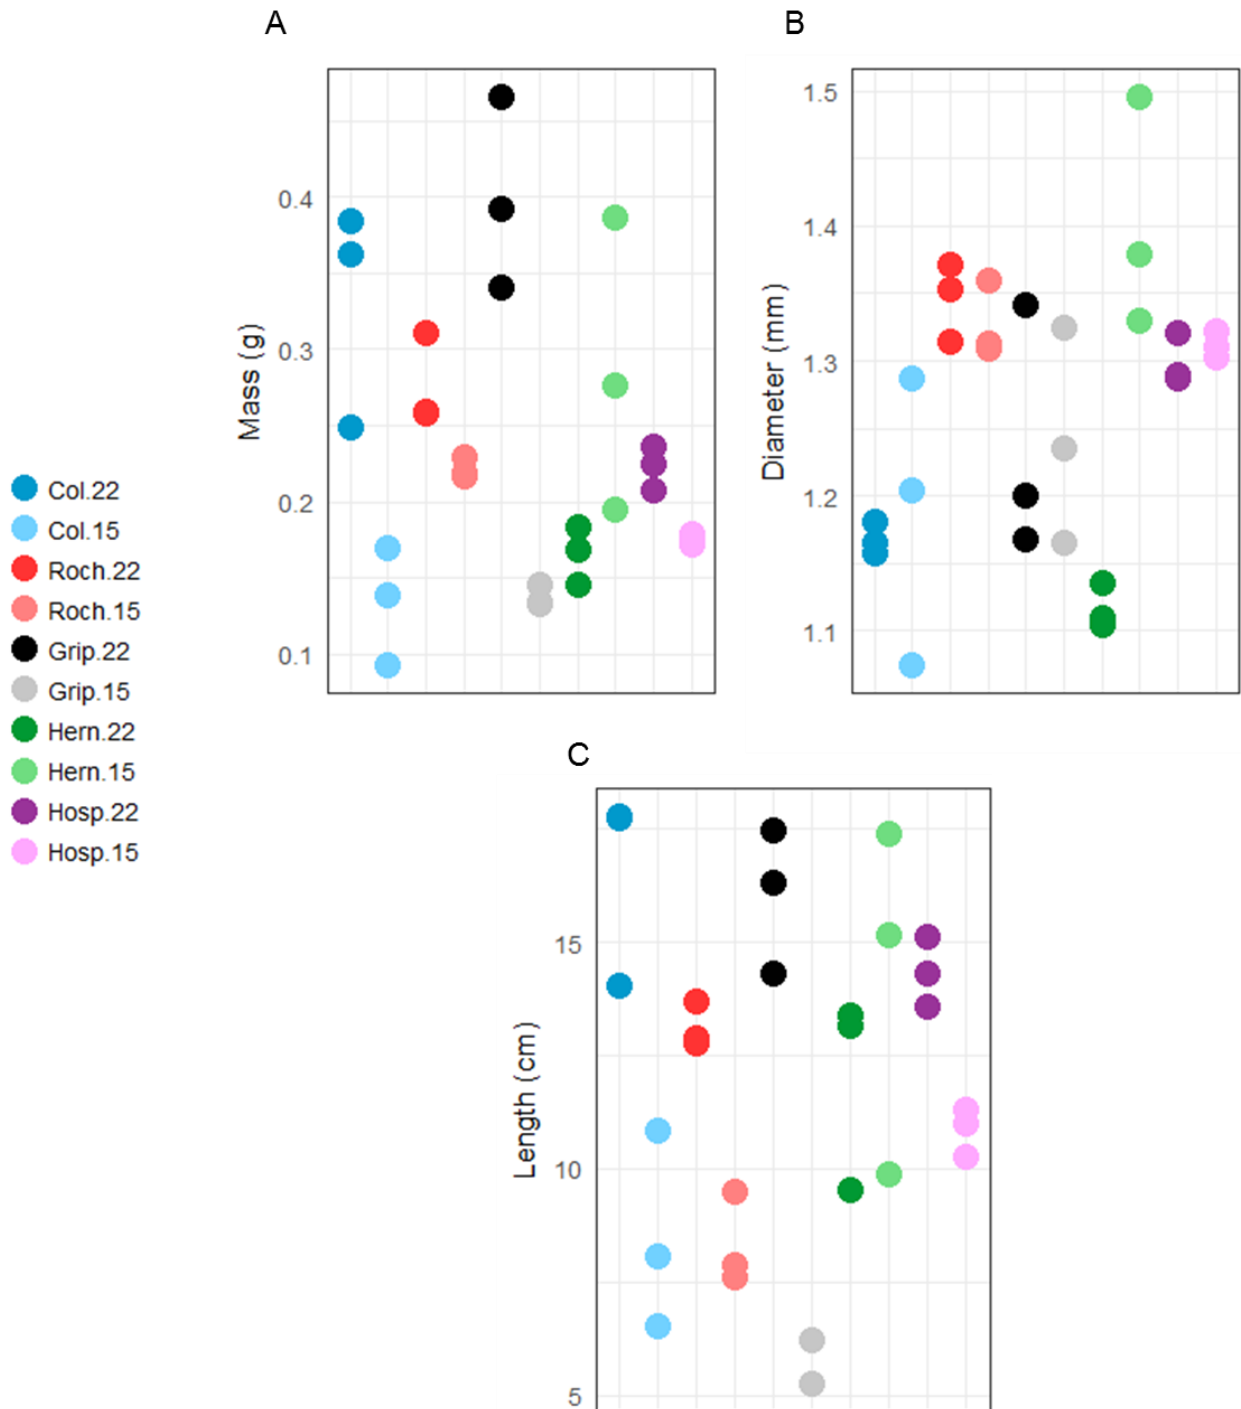 A
B
0.4
0.3
0.2
0.1
Mass (g)
1.5
1.4
1.3
1.2
1.1
Diameter (mm)
Col.22
Col.15
Roch.22
Roch.15
Grip.22
Grip.15
Hern.22
Hern.15
Hosp.22
Hosp.15
C
15
10
5
Length (cm)